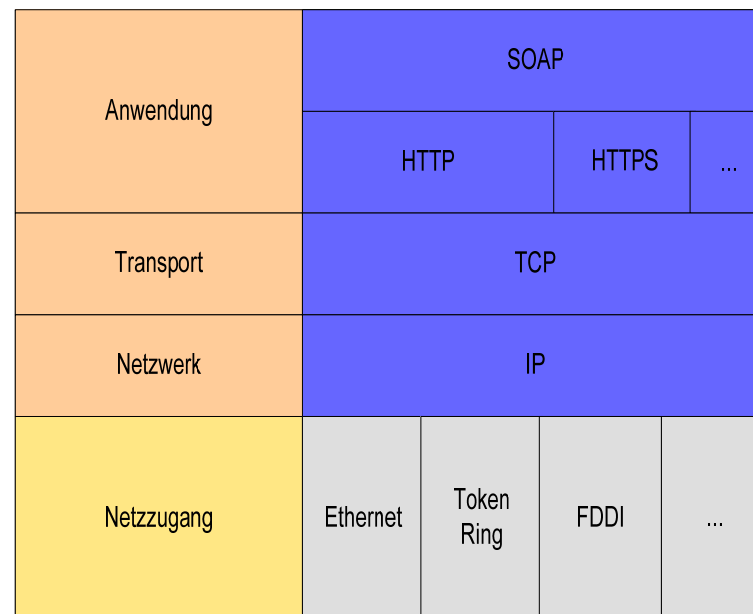 Anwendung
SOAP
HTTP
HTTPS
...
Transport
TCP
Netzwerk
IP
Netzzugang
Ethernet
Token
Ring
FDDI
...